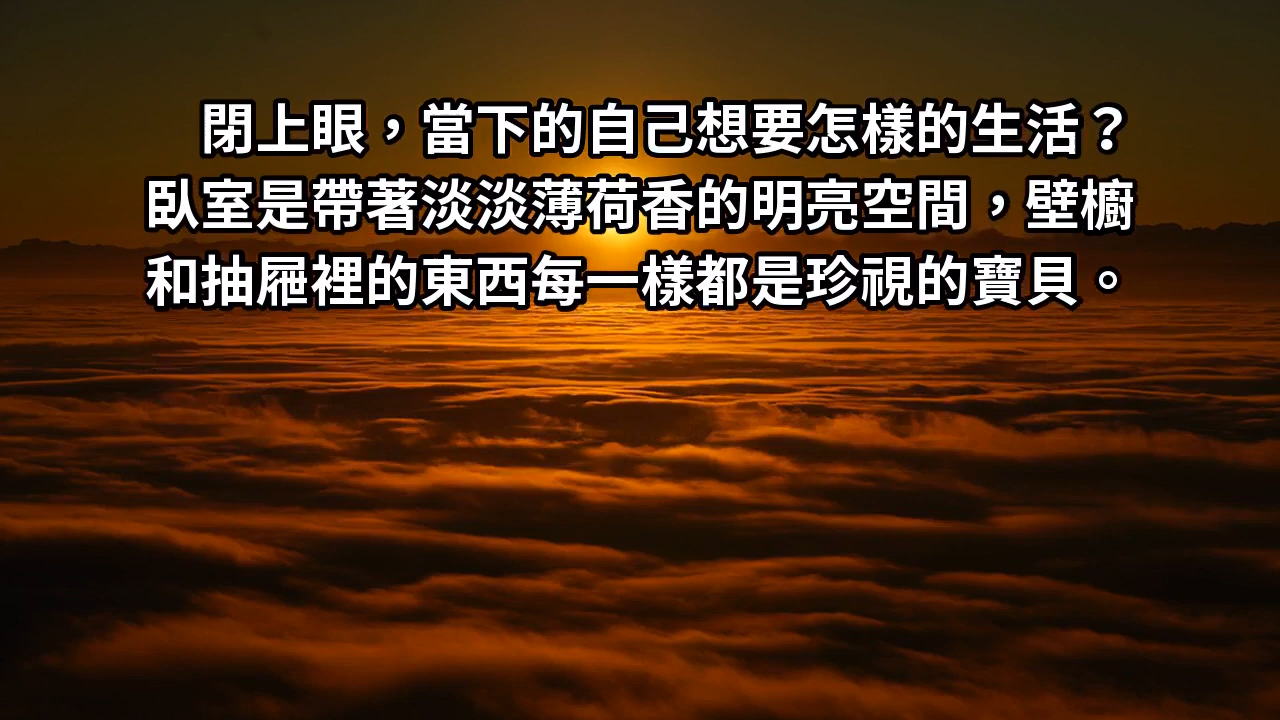 閉上眼，當下的自己想要怎樣的生活？
臥室是帶著淡淡薄荷香的明亮空間，壁櫥
和抽屜裡的東西每一樣都是珍視的寶貝。